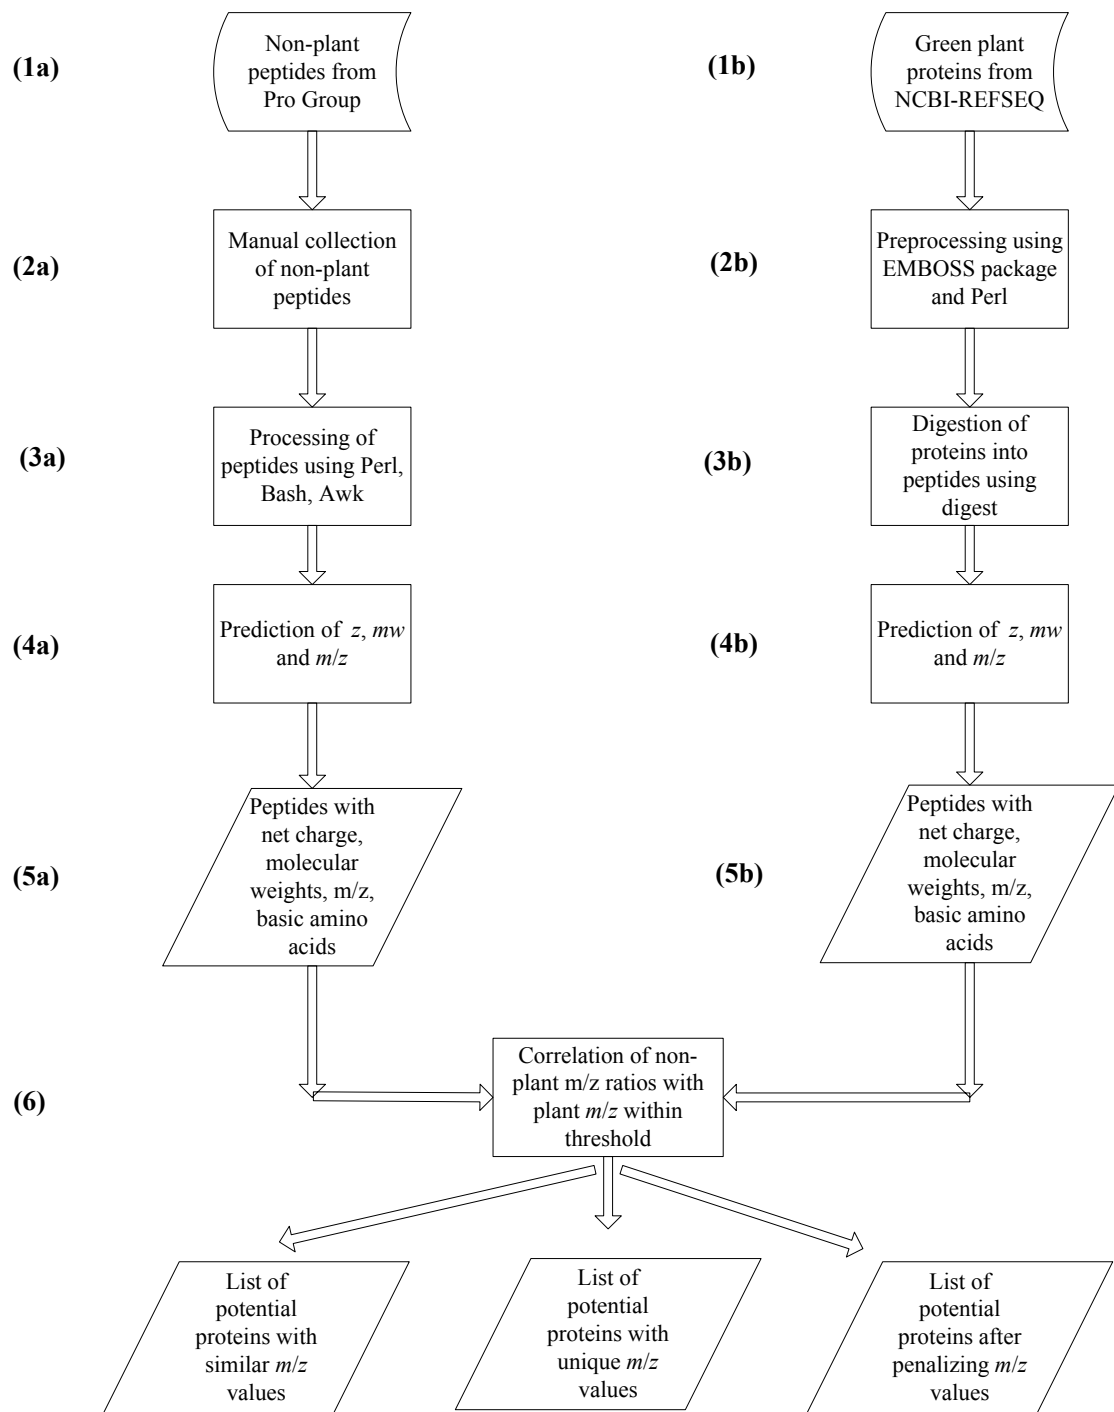 (1a)
Non-plant
peptides from
Pro Group
(1b)
Green plant
proteins from
NCBI-REFSEQ
(2a)
Manual collection
of non-plant
peptides
(2b)
Preprocessing using
EMBOSS package
and Perl
(3a)
Processing of
peptides using Perl,
Bash, Awk
(3b)
Digestion of
proteins into
peptides using
digest
(4a)
Prediction of z, mw
and m/z
(4b)
Prediction of z, mw
and m/z
(5a)
Peptides with
net charge,
molecular
weights, m/z,
basic amino
acids
(5b)
Peptides with
net charge,
molecular
weights, m/z,
basic amino
acids
(6)
Correlation of non-
plant m/z ratios with
plant m/z within
threshold
List of
potential
proteins with
similar m/z
values
List of
potential
proteins with
unique m/z
values
List of
potential
proteins after
penalizing m/z
values